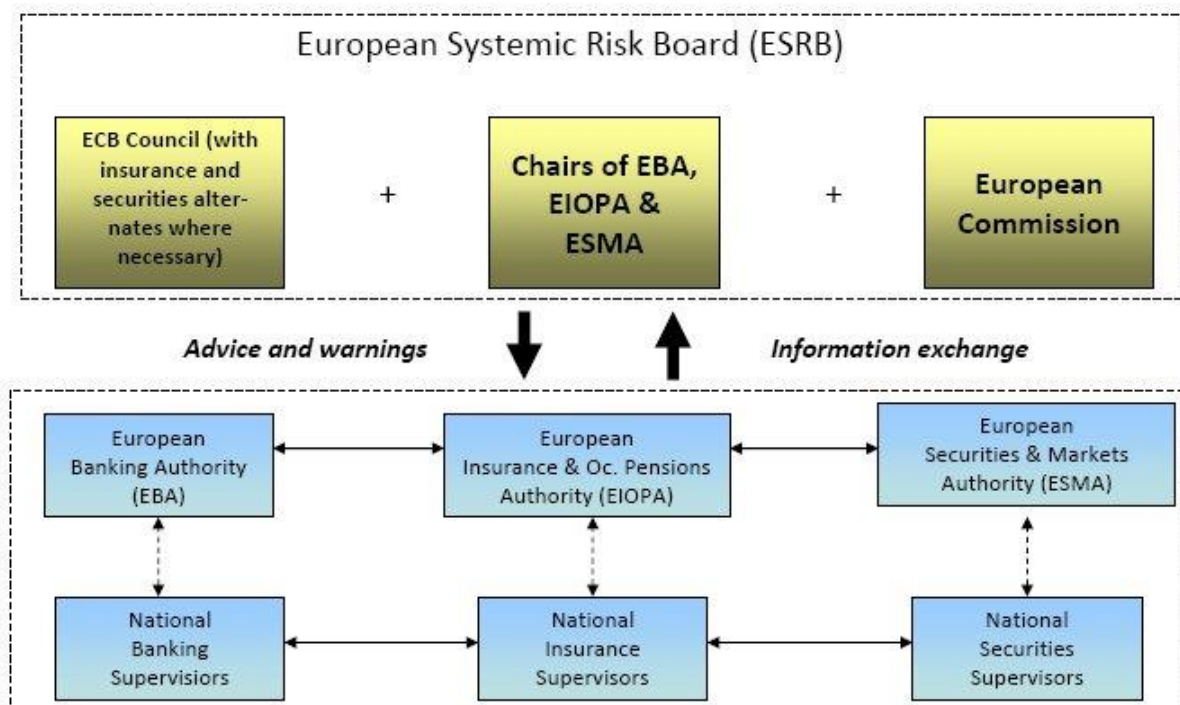 European Systemic Risk Board (ESRB)
ECB Council (with
insurance and
securities alter-
nates where
necessary)
+
Chairs of EBA,
EIOPA &
ESMA
+
European
Commission
Advice and warnings
Information exchange
European
Banking Authority
(EBA)
European
Insurance & Oc. Pensions
Authority (EIOPA)
European
Securities & Markets
Authority (ESMA)
National
Banking
Supervisiors
National
Insurance
Supervisors
National
Securities
Supervisors